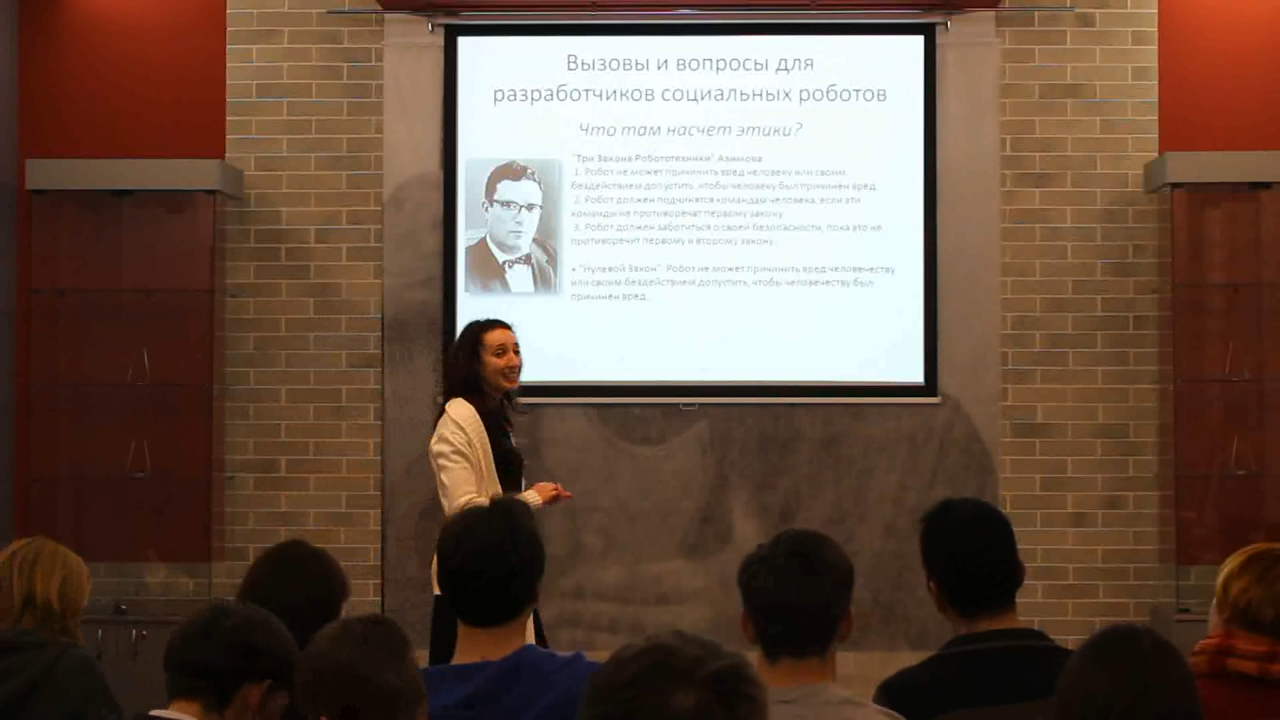 Вызовы и вопросы для
разработчиков социальных роботов
Что там насчет этики?
"Три Закона Робототехники" Азимова
1. Робот не может причинить вред человеку или своим
бездействием допустить, чтобы человеку был причинён вред.
2. Робот должен подчинятся командам человека, если эти
команды не противоречат первому закону.
3. Робот должен заботиться о своей безопасности, пока это не
противоречит первому и второму закону.
+ "Нулевой Закон": Робот не может причинить вред человечеству
или своим бездействием допустить, чтобы человечеству был
причинён вред.